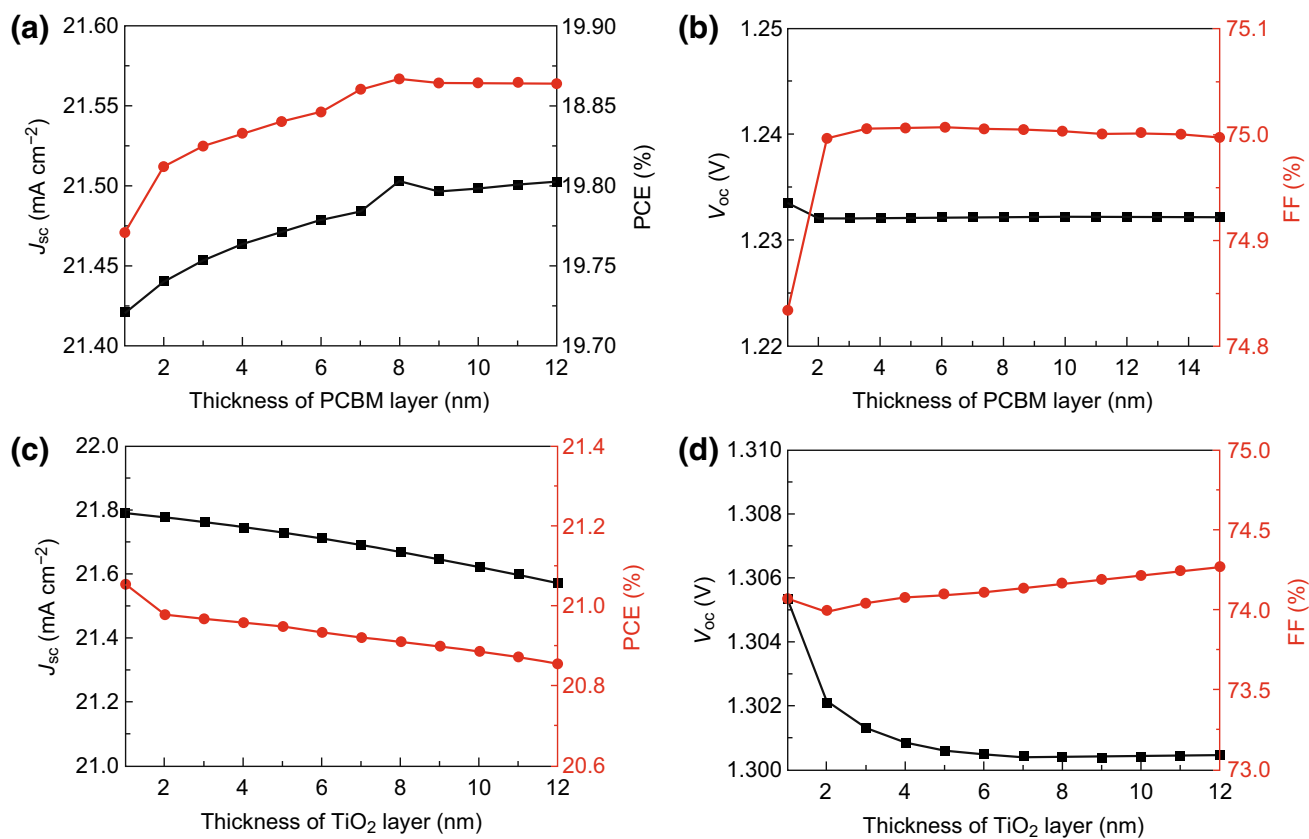 (a)
21.60
21.55
21.50
21.45
21.40
J_sc (mA cm⁻²)
19.90
18.85
19.80
19.75
19.70
PCE (%)
2 4 6 8 10 12
Thickness of PCBM layer (nm)
(b)
1.25
1.24
1.23
1.22
V_oc (V)
75.1
75.0
74.9
74.8
FF (%)
2 4 6 8 10 12 14
Thickness of PCBM layer (nm)
(c)
22.0
21.8
21.6
21.4
21.2
21.0
J_sc (mA cm⁻²)
21.4
21.2
21.0
20.8
20.6
PCE (%)
2 4 6 8 10 12
Thickness of TiO₂ layer (nm)
(d)
1.310
1.308
1.306
1.304
1.302
1.300
V_oc (V)
75.0
74.5
74.0
73.5
73.0
FF (%)
2 4 6 8 10 12
Thickness of TiO₂ layer (nm)